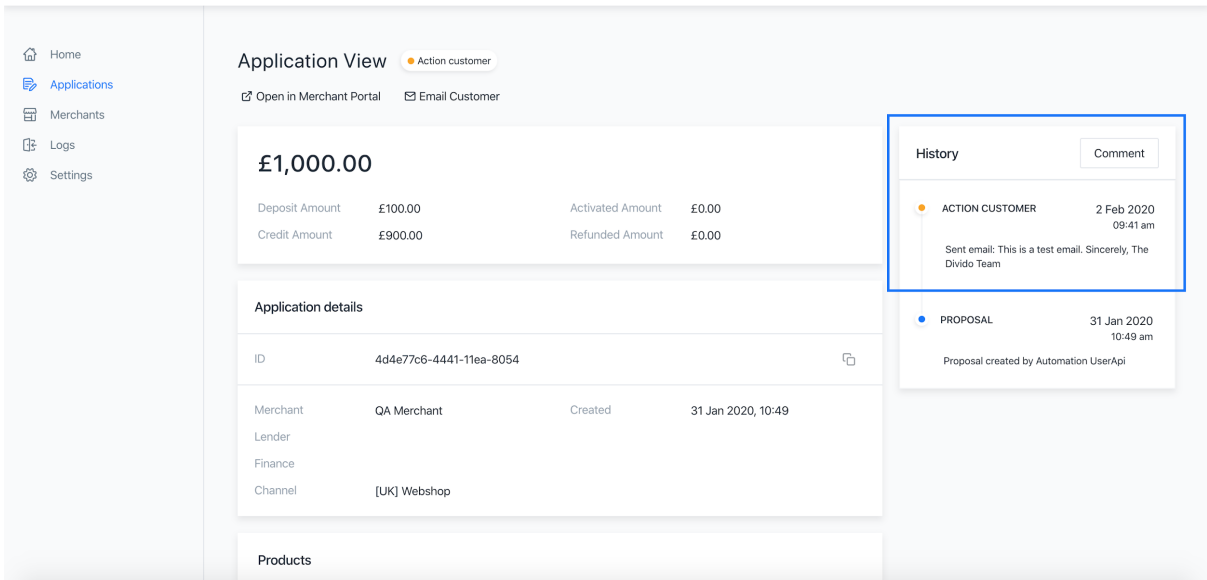 Home
Applications
Merchants
Logs
Settings
Application View
Action customer
Open in Merchant Portal
Email Customer
£1,000.00
Deposit Amount £100.00 Activated Amount £0.00
Credit Amount £900.00 Refunded Amount £0.00
Application details
ID 4d4e77c6-4441-11ea-8054
Merchant QA Merchant Created 31 Jan 2020, 10:49
Lender
Finance
Channel [UK] Webshop
Products
History
Comment
ACTION CUSTOMER 2 Feb 2020
09:41 am
Sent email: This is a test email. Sincerely, The
Divido Team
PROPOSAL 31 Jan 2020
10:49 am
Proposal created by Automation UserApi